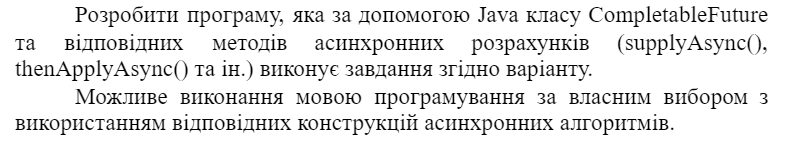 Розробити програму, яка за допомогою Java класу CompletableFuture
та відповідних методів асинхронних розрахунків (supplyAsync(),
thenApplyAsync() та ін.) виконує завдання згідно варіанту.
Можливе виконання мовою програмування за власним вибором з
використанням відповідних конструкцій асинхронних алгоритмів.